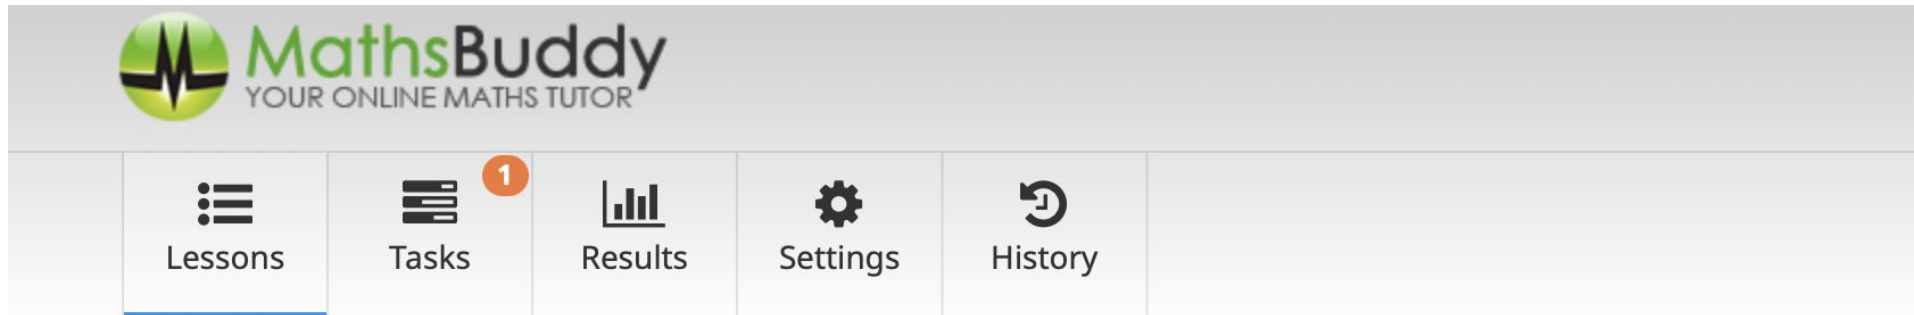 MathsBuddy
YOUR ONLINE MATHS TUTOR
1
Lessons Tasks Results Settings History